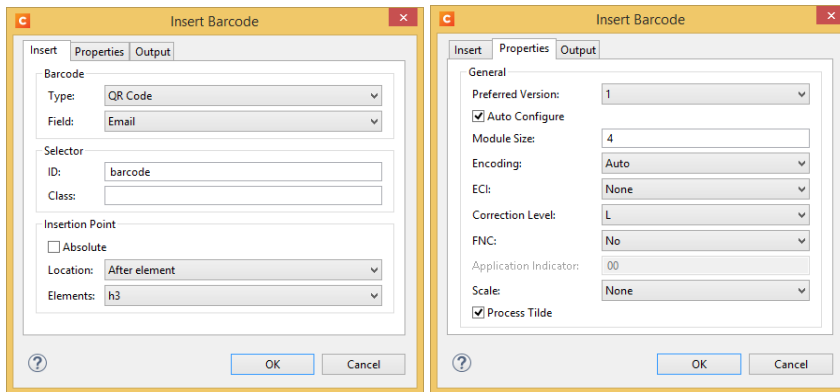 C Insert Barcode
Insert Properties Output
Barcode
Type: QR Code
Field: Email
Selector
ID: barcode
Class:
Insertion Point
Absolute
Location: After element
Elements: h3
? OK Cancel
C Insert Barcode
Insert Properties Output
General
Preferred Version: 1
Auto Configure
Module Size: 4
Encoding: Auto
ECI: None
Correction Level: L
FNC: No
Application Indicator: 00
Scale: None
Process Tilde
? OK Cancel